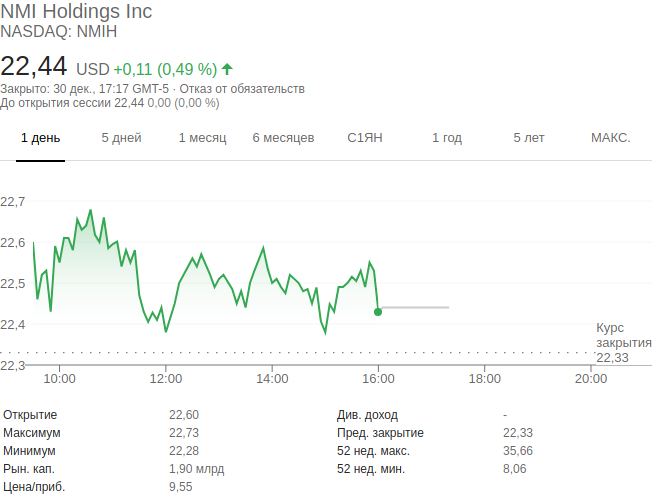 NMI Holdings Inc
NASDAQ: NMIH
22,44 USD +0,11 (0,49 %)
Закрыто: 30 дек., 17:17 GMT-5 · Отказ от обязательств
До открытия сессии 22,44 0,00 (0,00 %)
1 день 5 дней 1 месяц 6 месяцев С1ЯН 1 год 5 лет МАКС.
22,7
22,6
22,5
22,4
Курс
закрытия
22,33
22,3
10:00 12:00 14:00 16:00 18:00 20:00
Открытие 22,60 Див. доход -
Максимум 22,73 Пред. закрытие 22,33
Минимум 22,28 52 нед. макс. 35,66
Рын. кап. 1,90 млрд 52 нед. мин. 8,06
Цена/приб. 9,55